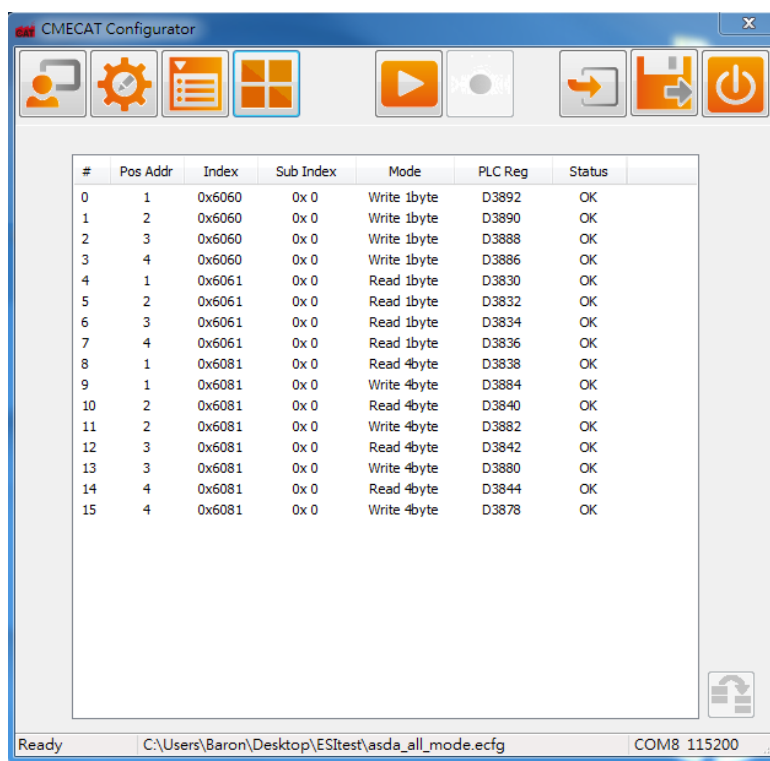 CAT CMECAT Configurator X
# Pos Addr Index Sub Index Mode PLC Reg Status
0 1 0x6060 0x 0 Write 1byte D3892 OK
1 2 0x6060 0x 0 Write 1byte D3890 OK
2 3 0x6060 0x 0 Write 1byte D3888 OK
3 4 0x6060 0x 0 Write 1byte D3886 OK
4 1 0x6061 0x 0 Read 1byte D3830 OK
5 2 0x6061 0x 0 Read 1byte D3832 OK
6 3 0x6061 0x 0 Read 1byte D3834 OK
7 4 0x6061 0x 0 Read 1byte D3836 OK
8 1 0x6081 0x 0 Read 4byte D3838 OK
9 1 0x6081 0x 0 Write 4byte D3884 OK
10 2 0x6081 0x 0 Read 4byte D3840 OK
11 2 0x6081 0x 0 Write 4byte D3882 OK
12 3 0x6081 0x 0 Read 4byte D3842 OK
13 3 0x6081 0x 0 Write 4byte D3880 OK
14 4 0x6081 0x 0 Read 4byte D3844 OK
15 4 0x6081 0x 0 Write 4byte D3878 OK
Ready C:\Users\Baron\Desktop\ESItest\asda_all_mode.ecfg COM8 115200